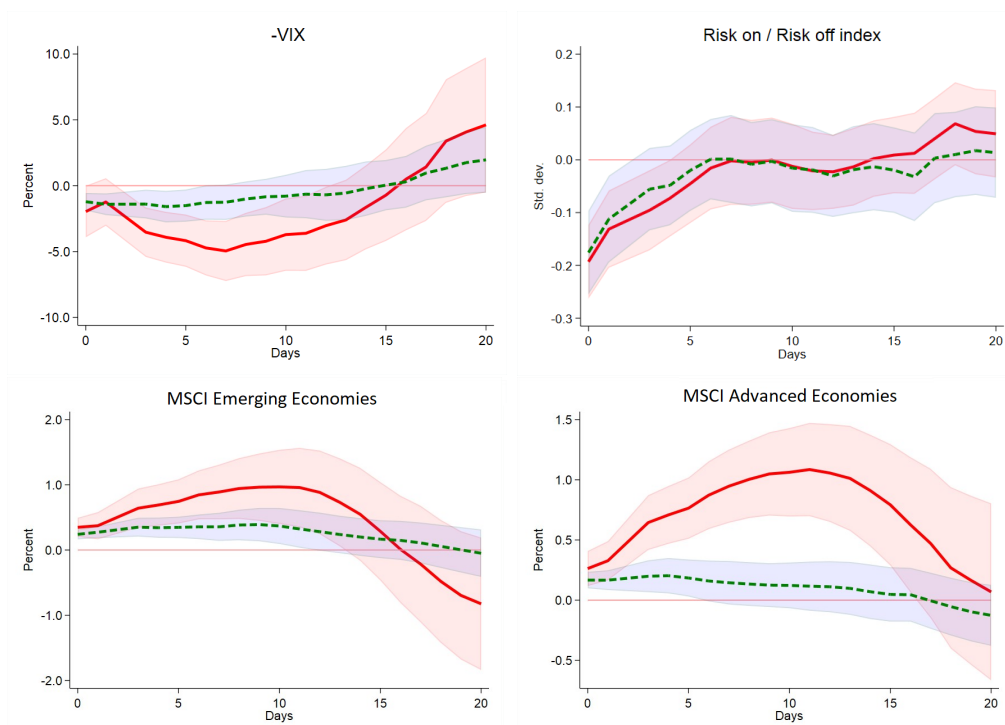 -VIX
Percent
10.0
5.0
0.0
-5.0
-10.0
0 5 10 15 20
Days
Risk on / Risk off index
Std. dev.
0.2
0.1
0.0
-0.1
-0.2
-0.3
0 5 10 15 20
Days
MSCI Emerging Economies
Percent
2.0
1.0
0.0
-1.0
-2.0
0 5 10 15 20
Days
MSCI Advanced Economies
Percent
1.5
1.0
0.5
0.0
-0.5
0 5 10 15 20
Days